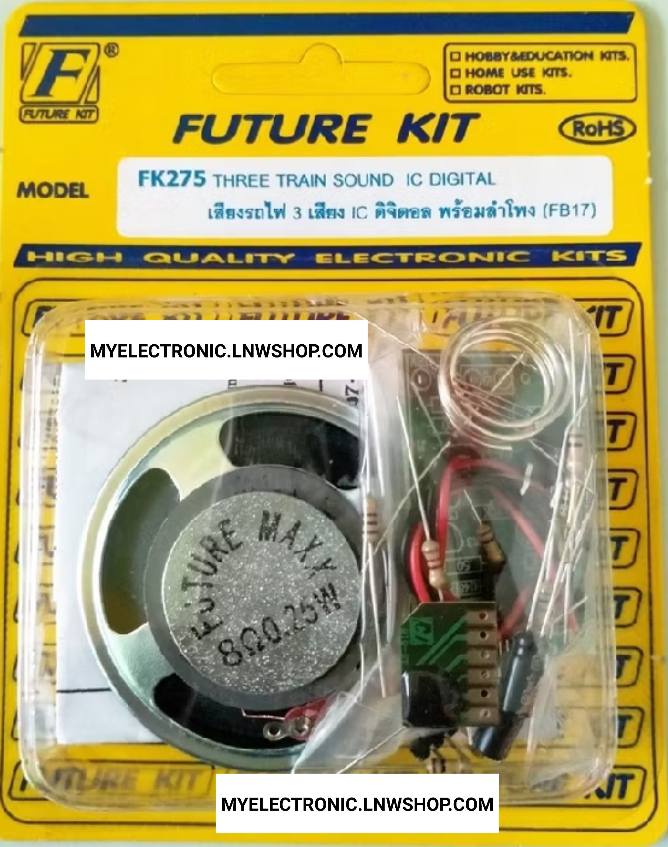 F ®
FUTURE KIT
☐ HOBBY&EDUCATION KITS.
☐ HOME USE KITS.
☐ ROBOT KITS.
FUTURE KIT
RoHS
MODEL
FK275 THREE TRAIN SOUND IC DIGITAL
เสียงรถไฟ 3 เสียง IC ดิจิตอล พร้อมลำโพง (FB17)
HIGH QUALITY ELECTRONIC KITS
FUTURE KIT FUTURE KIT
MYELECTRONIC.LNWSHOP.COM
FUTURE MAXX
8Ω0.25W
FUTURE KIT
MYELECTRONIC.LNWSHOP.COM